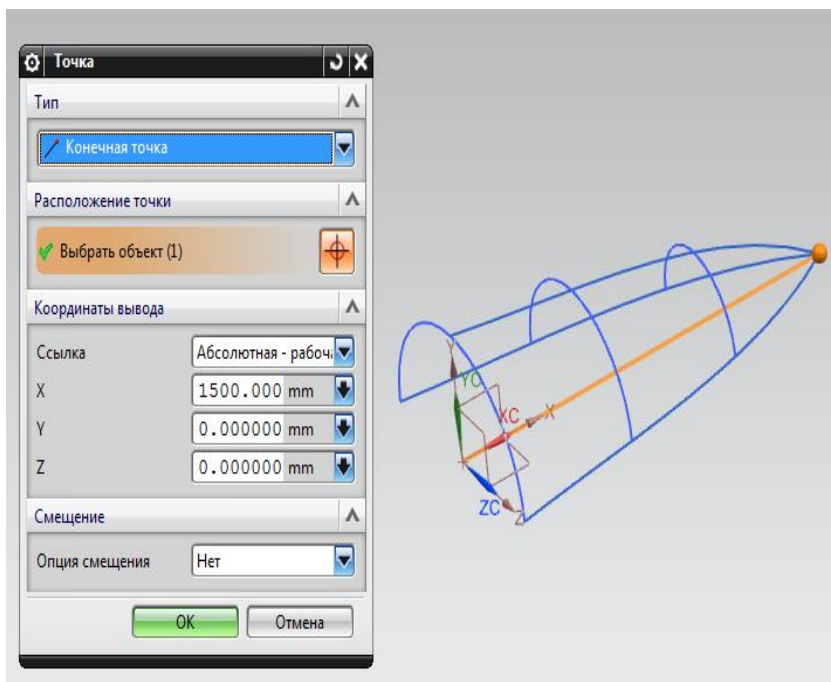 Точка
Тип
Конечная точка
Расположение точки
Выбрать объект (1)
Координаты вывода
Ссылка Абсолютная - рабоч
X 1500.000 mm
Y 0.000000 mm
Z 0.000000 mm
Смещение
Опция смещения Нет
OK Отмена
Y
YC
XC X
ZC Z